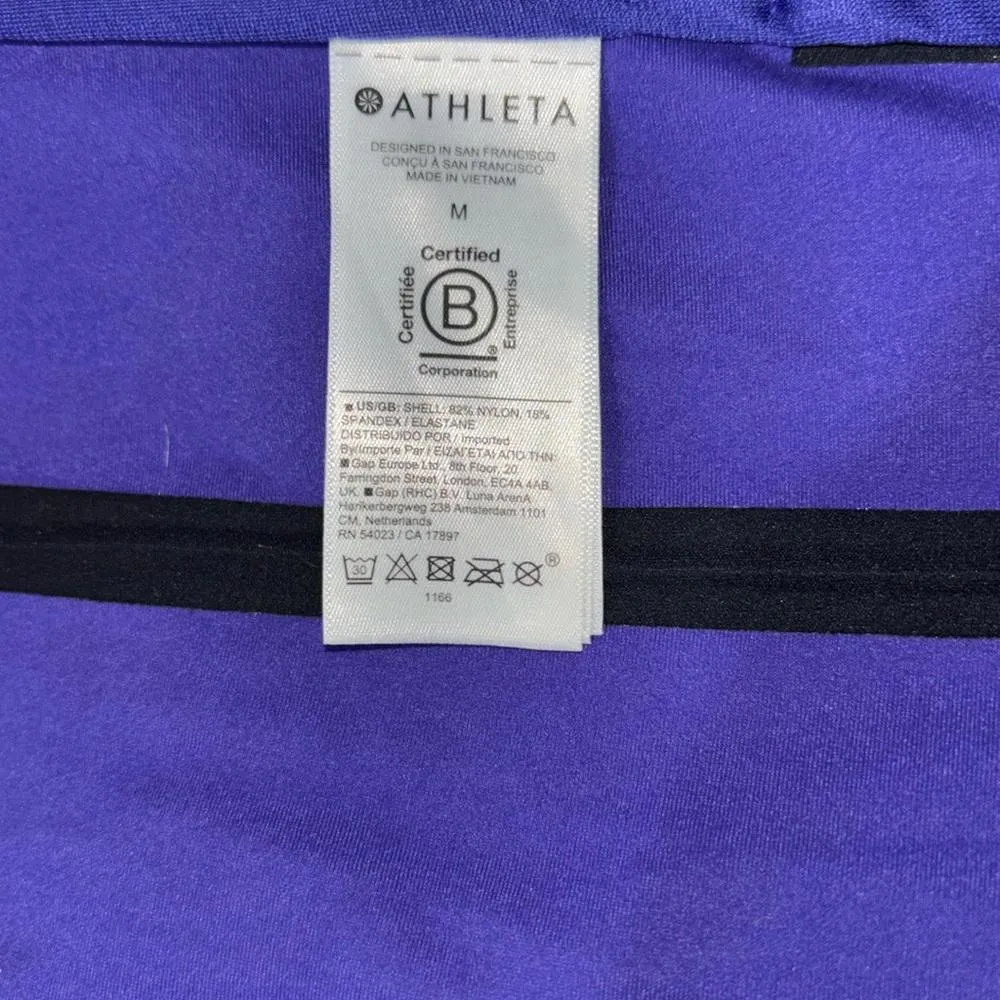 ATHLETA
DESIGNED IN SAN FRANCISCO
CONÇU À SAN FRANCISCO
MADE IN VIETNAM
M
Certified
Certifiée
B
Entreprise
®
Corporation
US/GB: SHELL: 82% NYLON, 18%
SPANDEX / ELASTANE
DISTRIBUIDO POR / Imported
By/Importe Par / ΕΙΣΑΓΕΤΑΙ ΑΠΟ ΤΗΝ:
Gap Europe Ltd., 8th Floor, 20
Farringdon Street, London, EC4A 4AB,
UK. Gap (RHC) B.V. Luna ArenA
Herikerbergweg 238 Amsterdam 1101
CM, Netherlands
RN 54023 / CA 17897
30 ®
1166